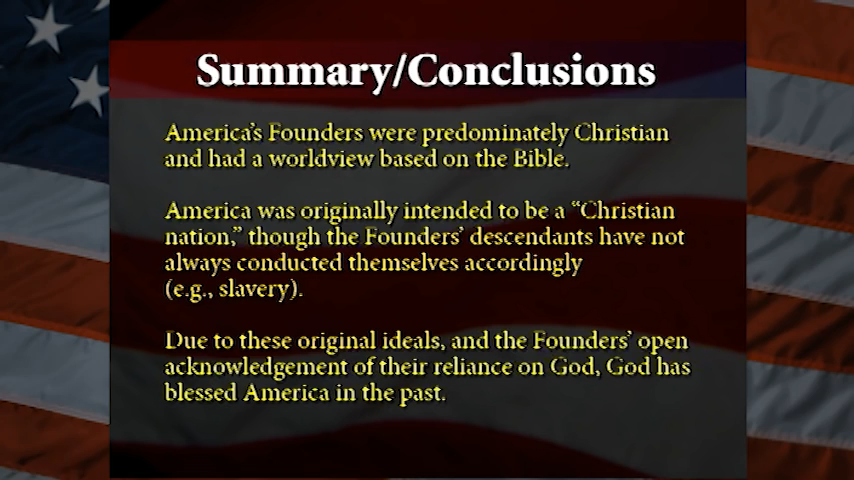 Summary/Conclusions
America's Founders were predominately Christian
and had a worldview based on the Bible.
America was originally intended to be a “Christian
nation,” though the Founders' descendants have not
always conducted themselves accordingly
(e.g., slavery).
Due to these original ideals, and the Founders' open
acknowledgement of their reliance on God, God has
blessed America in the past.